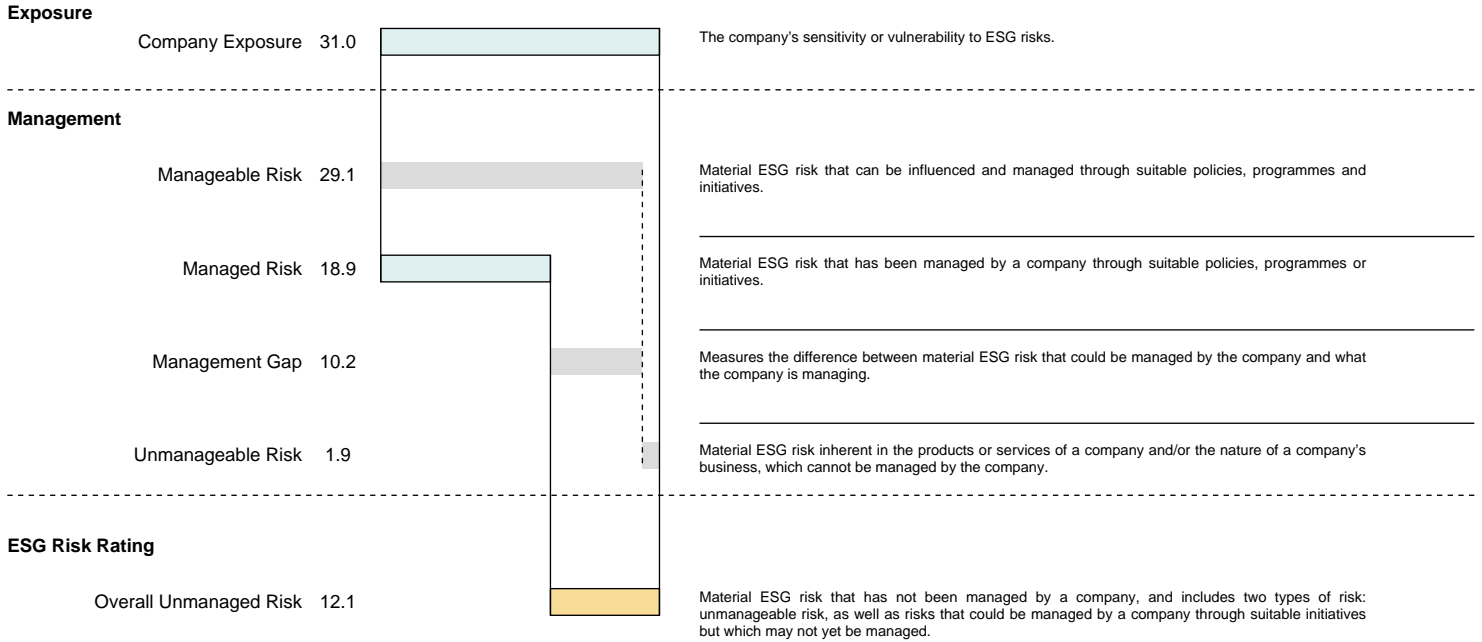 Exposure
Company Exposure 31.0
The company’s sensitivity or vulnerability to ESG risks.
Management
Manageable Risk 29.1
Material ESG risk that can be influenced and managed through suitable policies, programmes and
initiatives.
Managed Risk 18.9
Material ESG risk that has been managed by a company through suitable policies, programmes or
initiatives.
Management Gap 10.2
Measures the difference between material ESG risk that could be managed by the company and what
the company is managing.
Unmanageable Risk 1.9
Material ESG risk inherent in the products or services of a company and/or the nature of a company’s
business, which cannot be managed by the company.
ESG Risk Rating
Overall Unmanaged Risk 12.1
Material ESG risk that has not been managed by a company, and includes two types of risk:
unmanageable risk, as well as risks that could be managed by a company through suitable initiatives
but which may not yet be managed.